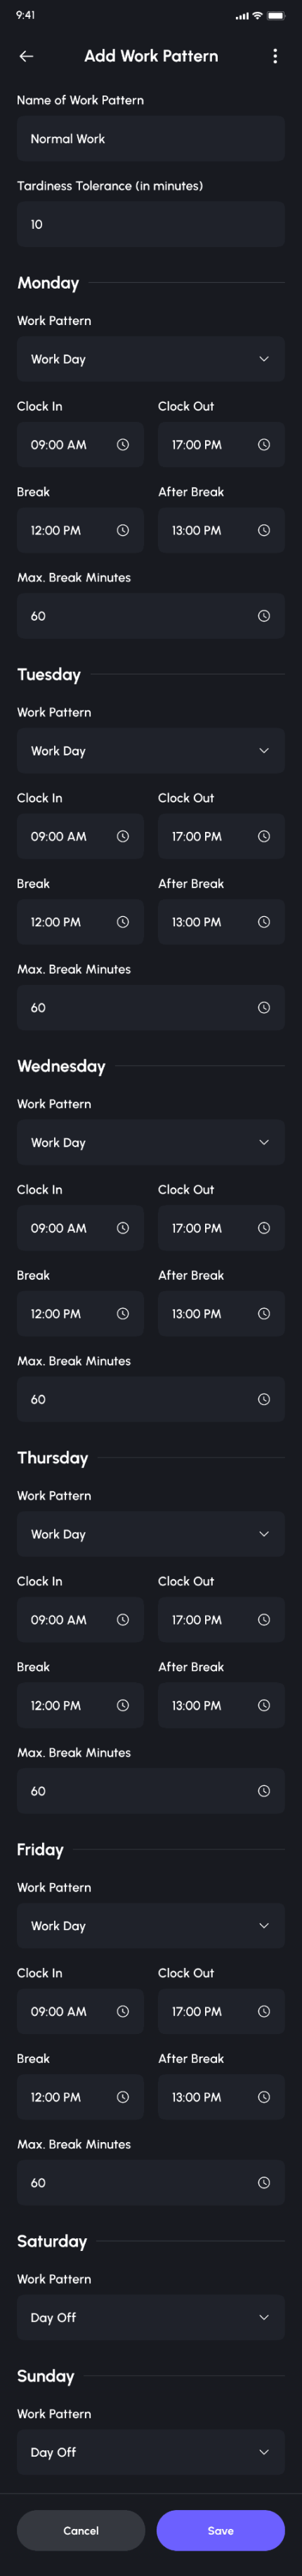 9:41
Add Work Pattern
Name of Work Pattern
Normal Work
Tardiness Tolerance (in minutes)
10
Monday
Work Pattern
Work Day
Clock In Clock Out
09:00 AM 17:00 PM
Break After Break
12:00 PM 13:00 PM
Max. Break Minutes
60
Tuesday
Work Pattern
Work Day
Clock In Clock Out
09:00 AM 17:00 PM
Break After Break
12:00 PM 13:00 PM
Max. Break Minutes
60
Wednesday
Work Pattern
Work Day
Clock In Clock Out
09:00 AM 17:00 PM
Break After Break
12:00 PM 13:00 PM
Max. Break Minutes
60
Thursday
Work Pattern
Work Day
Clock In Clock Out
09:00 AM 17:00 PM
Break After Break
12:00 PM 13:00 PM
Max. Break Minutes
60
Friday
Work Pattern
Work Day
Clock In Clock Out
09:00 AM 17:00 PM
Break After Break
12:00 PM 13:00 PM
Max. Break Minutes
60
Saturday
Work Pattern
Day Off
Sunday
Work Pattern
Day Off
Cancel Save